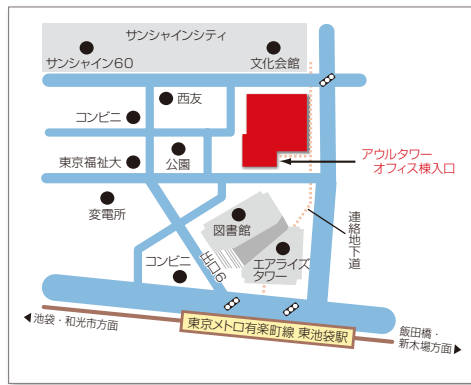 サンシャインシティ
サンシャイン60
文化会館
西友
コンビニ
東京福祉大
公園
アウルタワー
オフィス棟入口
変電所
図書館
連絡地下道
エアライズ
タワー
コンビニ
出口6
東京メトロ有楽町線 東池袋駅
◀池袋・和光市方面
飯田橋・
新木場方面▶